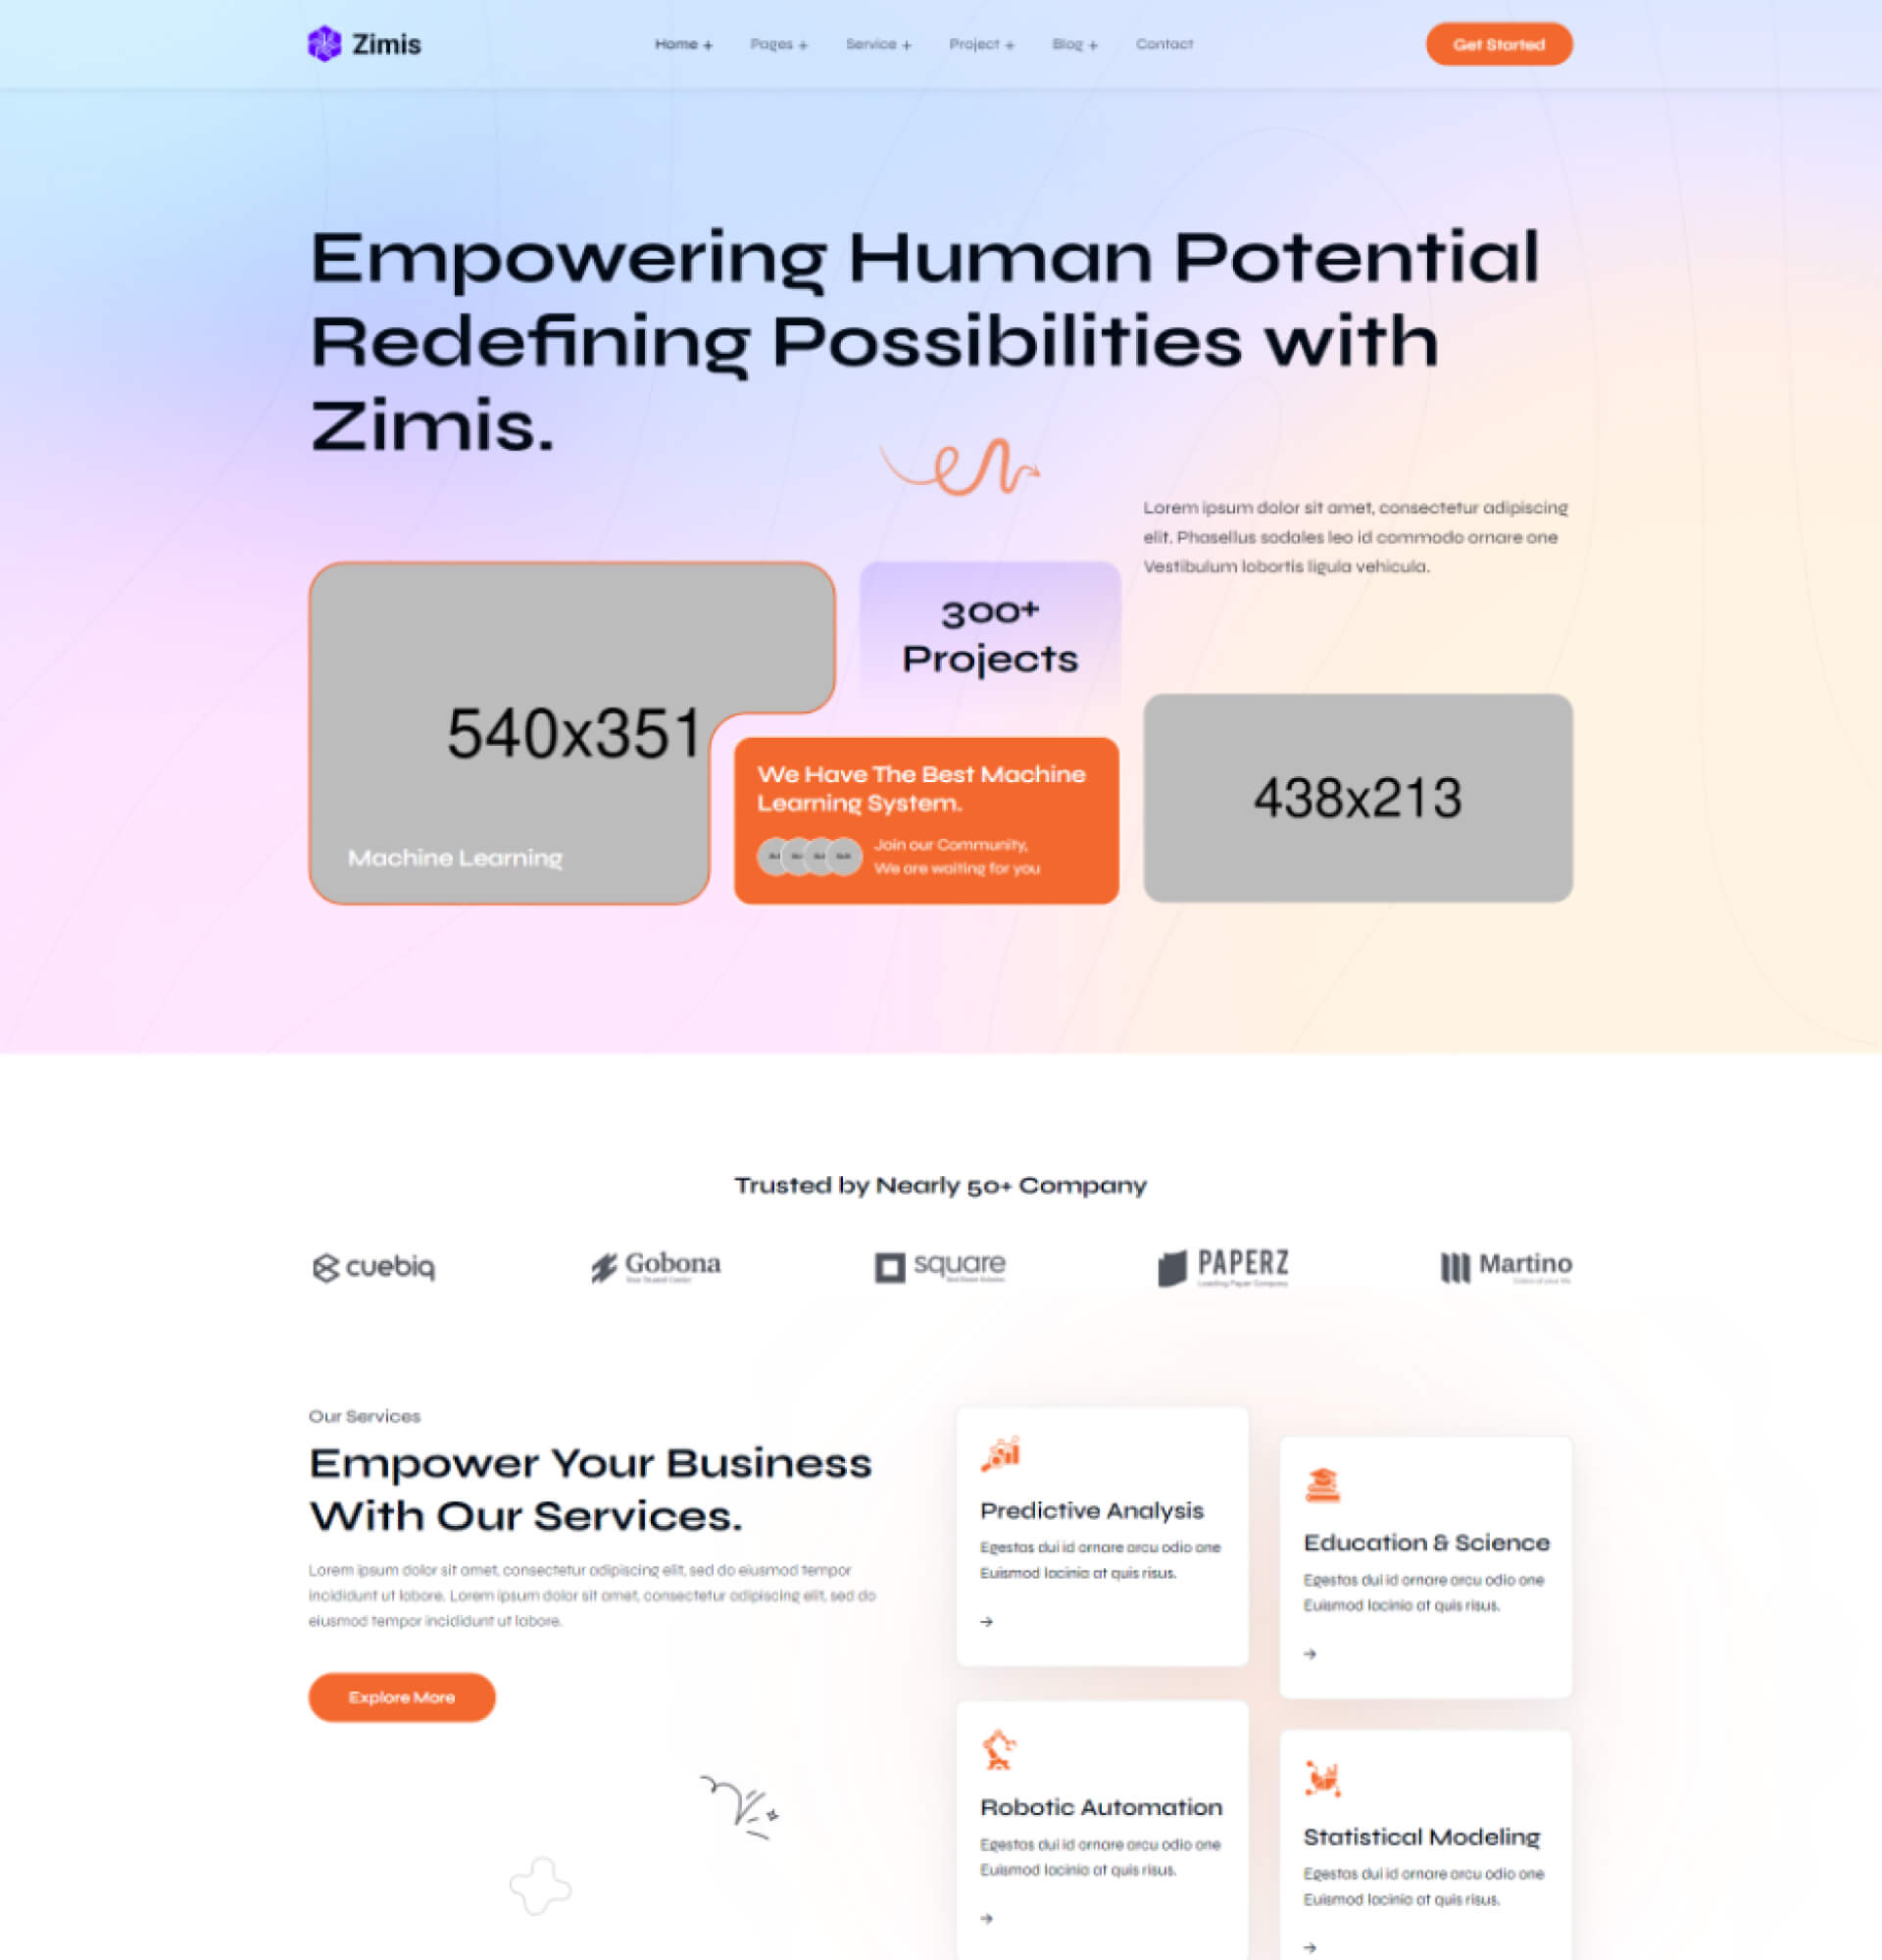 Zimis
Home + Pages + Service + Project + Blog + Contact
Get Started
Empowering Human Potential
Redefining Possibilities with
Zimis.
Lorem ipsum dolor sit amet, consectetur adipiscing
elit. Phasellus sodales leo id commodo ornare one
Vestibulum lobortis ligula vehicula.
300+
Projects
540x351
Machine Learning
We Have The Best Machine
Learning System.
Join our Community,
We are waiting for you
438x213
Trusted by Nearly 50+ Company
cuebiq
Gobona
square
PAPERZ
Leading Paper Company
Martino
Our Services
Empower Your Business
With Our Services.
Lorem ipsum dolor sit amet, consectetur adipiscing elit, sed do eiusmod tempor
incididunt ut labore. Lorem ipsum dolor sit amet, consectetur adipiscing elit, sed do
eiusmod tempor incididunt ut labore.
Explore More
Predictive Analysis
Egestas dui id ornare arcu odio one
Euismod lacinia at quis risus.
Education & Science
Egestas dui id ornare arcu odio one
Euismod lacinia at quis risus.
Robotic Automation
Egestas dui id ornare arcu odio one
Euismod lacinia at quis risus.
Statistical Modeling
Egestas dui id ornare arcu odio one
Euismod lacinia at quis risus.